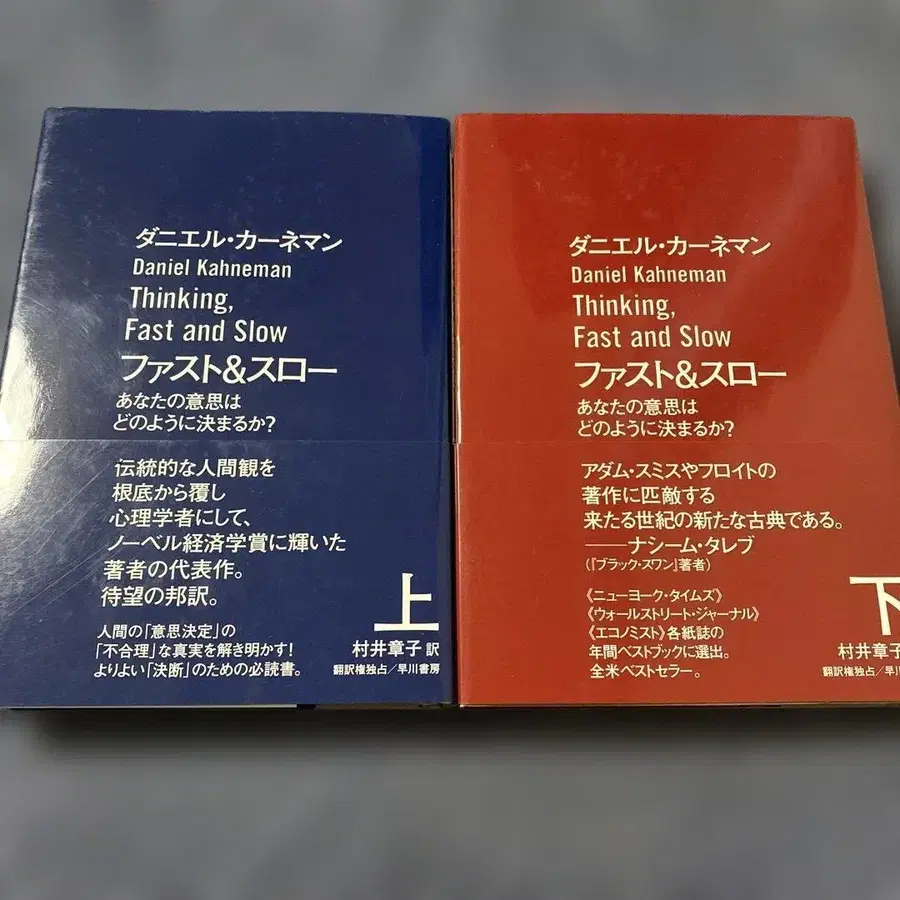 ダニエル・カーネマン
Daniel Kahneman
Thinking,
Fast and Slow
ファスト&スロー
あなたの意思は
どのように決まるか?
伝統的な人間観を
根底から覆し
心理学者にして、
ノーベル経済学賞に輝いた
著者の代表作。
待望の邦訳。
人間の「意思決定」の
「不合理」な真実を解き明かす!
よりよい「決断」のための必読書。
上
村井章子 訳
翻訳権独占/早川書房
ダニエル・カーネマン
Daniel Kahneman
Thinking,
Fast and Slow
ファスト&スロー
あなたの意思は
どのように決まるか?
アダム・スミスやフロイトの
著作に匹敵する
来たる世紀の新たな古典である。
——ナシーム・タレブ
(『ブラック・スワン』著者)
《ニューヨーク・タイムズ》
《ウォールストリート・ジャーナル》
《エコノミスト》各紙誌の
年間ベストブックに選出。
全米ベストセラー。
下
村井章子
翻訳権独占/早川